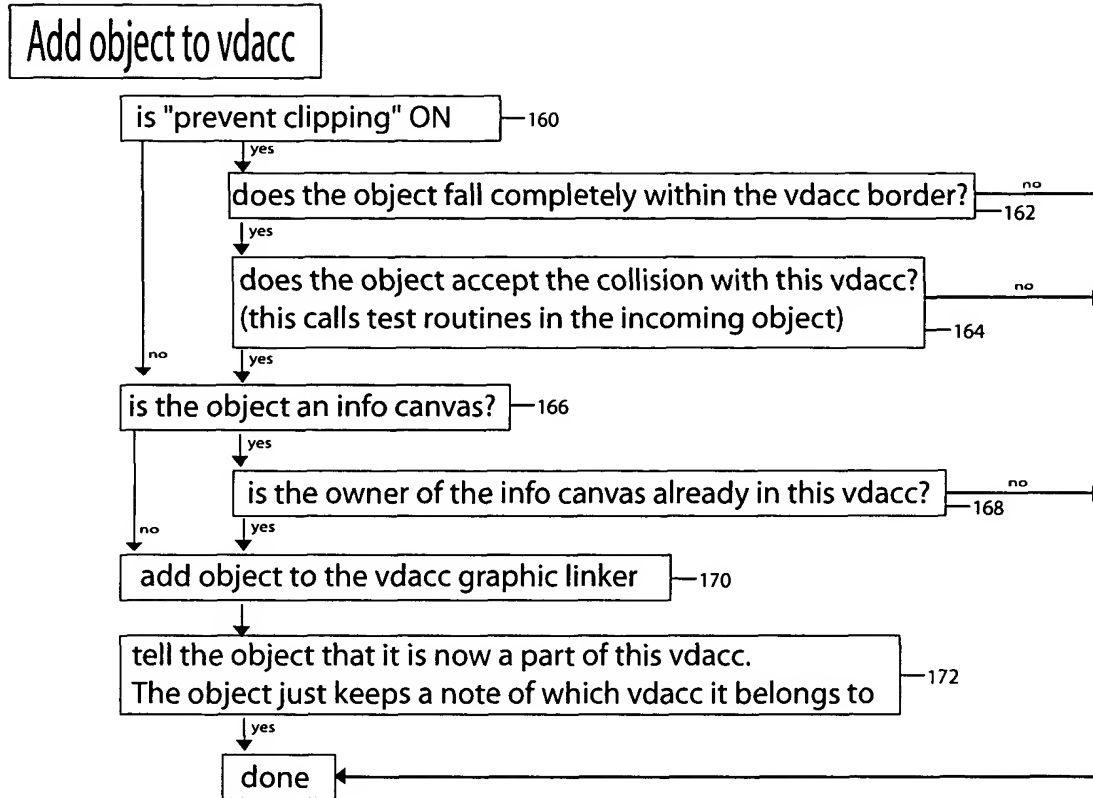 Add object to vdacc
is "prevent clipping" ON
160
yes
does the object fall completely within the vdacc border?
no
162
yes
does the object accept the collision with this vdacc?
(this calls test routines in the incoming object)
no
164
no
yes
is the object an info canvas?
166
yes
is the owner of the info canvas already in this vdacc?
no
168
no
yes
add object to the vdacc graphic linker
170
tell the object that it is now a part of this vdacc.
The object just keeps a note of which vdacc it belongs to
172
yes
done